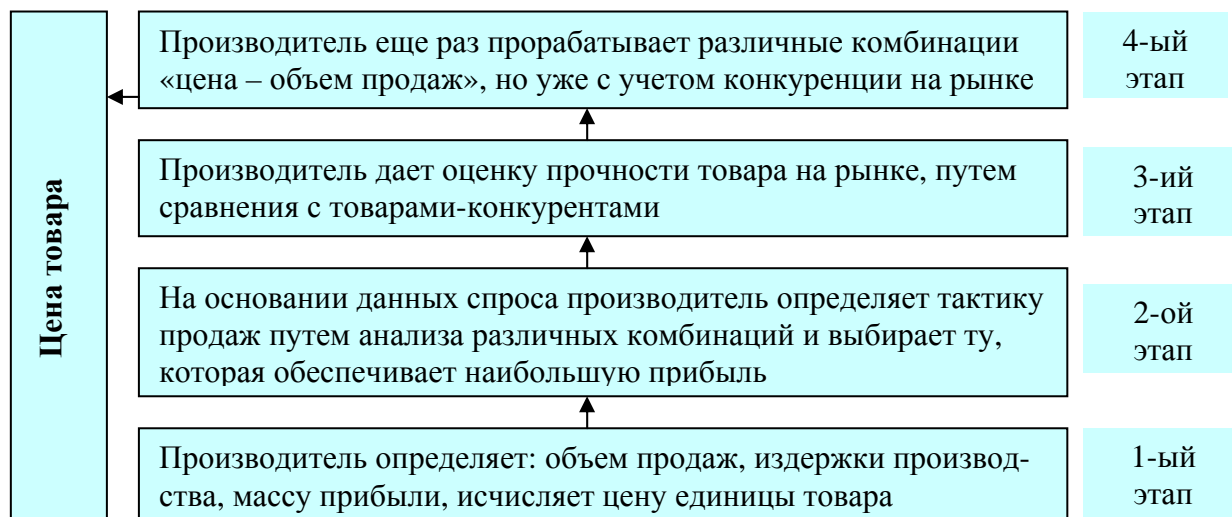 Цена товара
Производитель еще раз прорабатывает различные комбинации
«цена – объем продаж», но уже с учетом конкуренции на рынке
4-ый
этап
Производитель дает оценку прочности товара на рынке, путем
сравнения с товарами-конкурентами
3-ий
этап
На основании данных спроса производитель определяет тактику
продаж путем анализа различных комбинаций и выбирает ту,
которая обеспечивает наибольшую прибыль
2-ой
этап
Производитель определяет: объем продаж, издержки производ-
ства, массу прибыли, исчисляет цену единицы товара
1-ый
этап